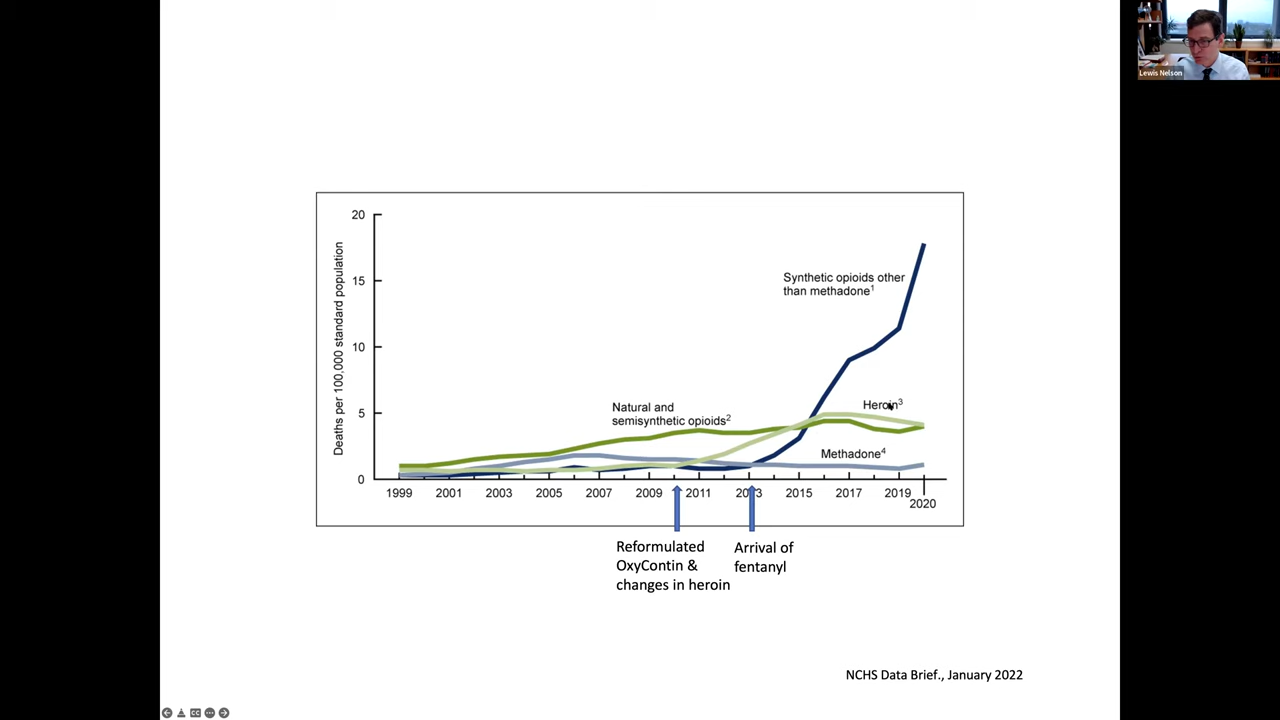 Lewis Nelson
20
15
10
5
0
Deaths per 100,000 standard population
Synthetic opioids other
than methadone1
Natural and
semisynthetic opioids2
Heroin3
Methadone4
1999 2001 2003 2005 2007 2009 2011 2013 2015 2017 2019
2020
Reformulated
OxyContin &
changes in heroin
Arrival of
fentanyl
NCHS Data Brief., January 2022
CC